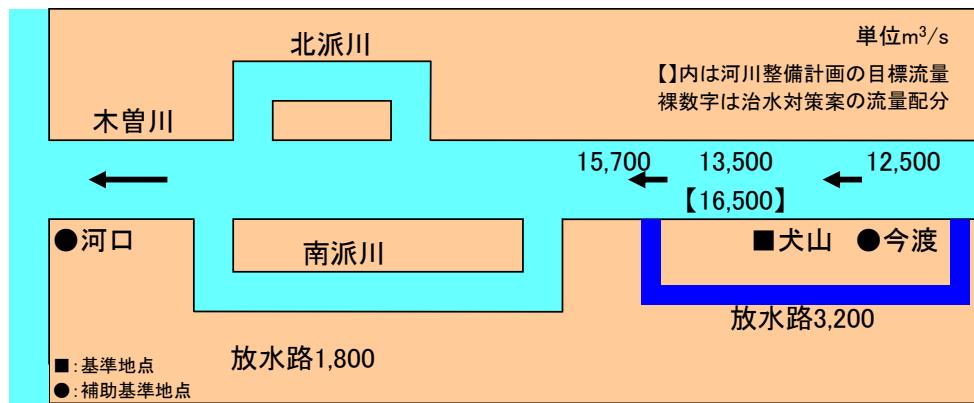 単位m³/s
北派川
【】内は河川整備計画の目標流量
裸数字は治水対策案の流量配分
木曽川
15,700
13,500
12,500
【16,500】
●河口
南派川
■犬山
●今渡
放水路3,200
放水路1,800
■：基準地点
●：補助基準地点